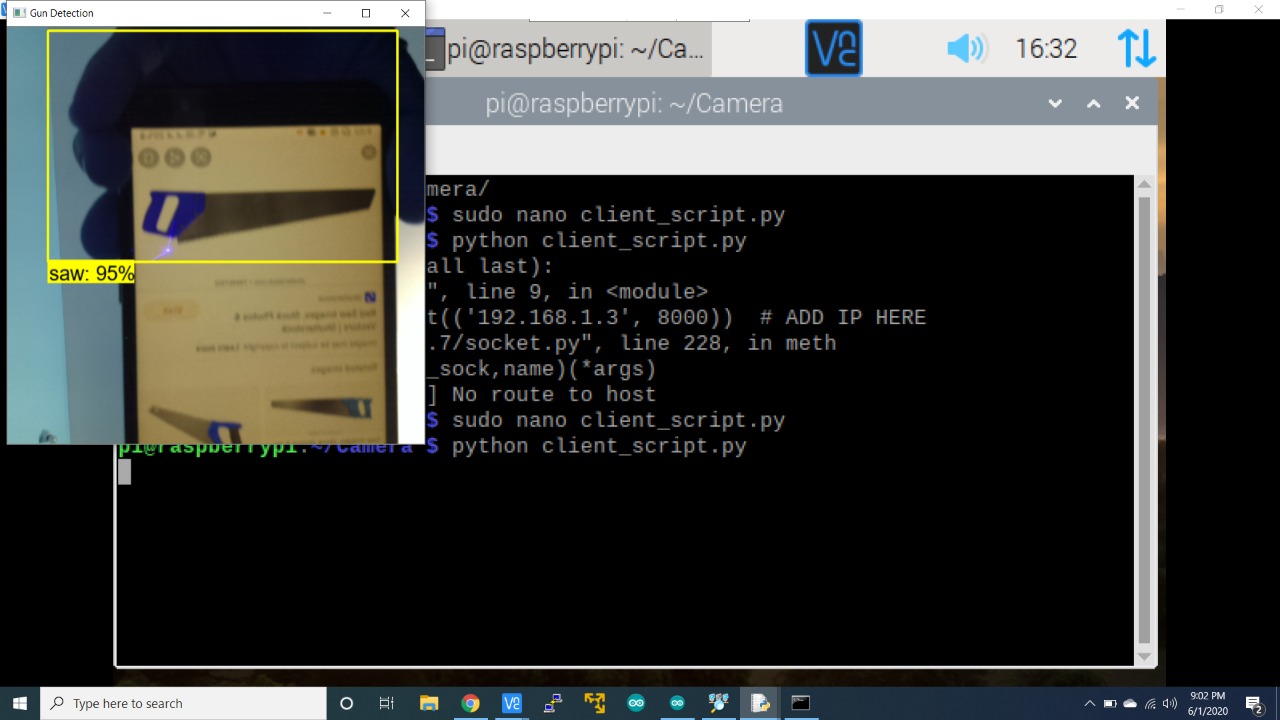 Gun Detection
saw: 95%
pi@raspberrypi: ~/Ca...
16:32
pi@raspberrypi: ~/Camera
mera/
$ sudo nano client_script.py
$ python client_script.py
all last):
", line 9, in <module>
t(('192.168.1.3', 8000))  # ADD IP HERE
.7/socket.py", line 228, in meth
_sock,name)(*args)
] No route to host
$ sudo nano client_script.py
pi@raspberrypi:~/Camera $ python client_script.py
Type here to search
9:02 PM
6/1/2020
2